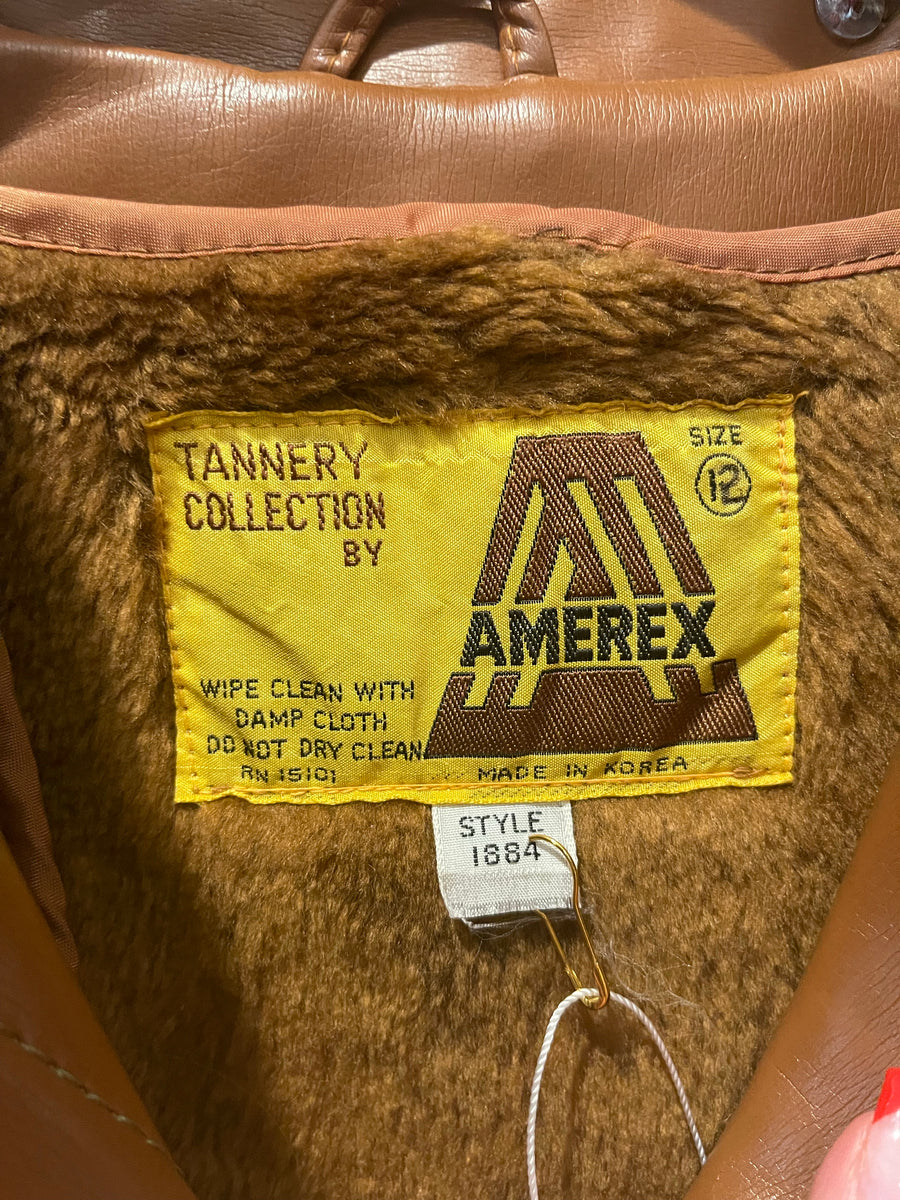 TANNERY
COLLECTION
BY
SIZE
12
AMEREX
WIPE CLEAN WITH
DAMP CLOTH
DO NOT DRY CLEAN
RN 15101
MADE IN KOREA
STYLE
1884